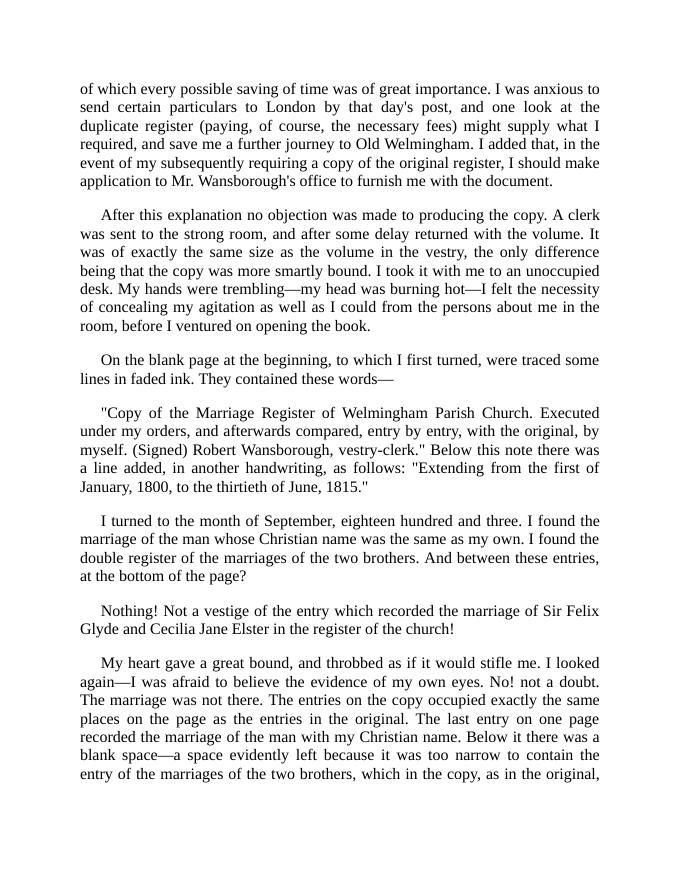 of which every possible saving of time was of great importance. I was anxious to
send certain particulars to London by that day's post, and one look at the
duplicate register (paying, of course, the necessary fees) might supply what I
required, and save me a further journey to Old Welmingham. I added that, in the
event of my subsequently requiring a copy of the original register, I should make
application to Mr. Wansborough's office to furnish me with the document.
After this explanation no objection was made to producing the copy. A clerk
was sent to the strong room, and after some delay returned with the volume. It
was of exactly the same size as the volume in the vestry, the only difference
being that the copy was more smartly bound. I took it with me to an unoccupied
desk. My hands were trembling—my head was burning hot—I felt the necessity
of concealing my agitation as well as I could from the persons about me in the
room, before I ventured on opening the book.
On the blank page at the beginning, to which I first turned, were traced some
lines in faded ink. They contained these words—
"Copy of the Marriage Register of Welmingham Parish Church. Executed
under my orders, and afterwards compared, entry by entry, with the original, by
myself. (Signed) Robert Wansborough, vestry-clerk." Below this note there was
a line added, in another handwriting, as follows: "Extending from the first of
January, 1800, to the thirtieth of June, 1815."
I turned to the month of September, eighteen hundred and three. I found the
marriage of the man whose Christian name was the same as my own. I found the
double register of the marriages of the two brothers. And between these entries,
at the bottom of the page?
Nothing! Not a vestige of the entry which recorded the marriage of Sir Felix
Glyde and Cecilia Jane Elster in the register of the church!
My heart gave a great bound, and throbbed as if it would stifle me. I looked
again—I was afraid to believe the evidence of my own eyes. No! not a doubt.
The marriage was not there. The entries on the copy occupied exactly the same
places on the page as the entries in the original. The last entry on one page
recorded the marriage of the man with my Christian name. Below it there was a
blank space—a space evidently left because it was too narrow to contain the
entry of the marriages of the two brothers, which in the copy, as in the original,